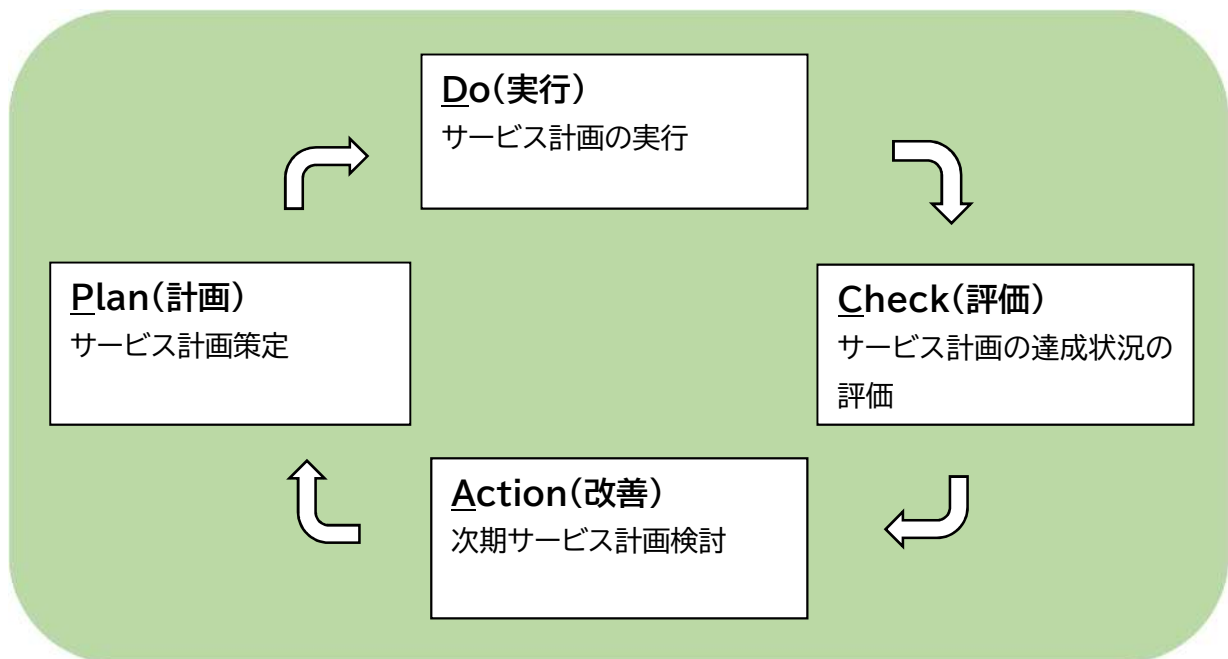 Do(実行)
サービス計画の実行
Plan(計画)
サービス計画策定
Check(評価)
サービス計画の達成状況の
評価
Action(改善)
次期サービス計画検討